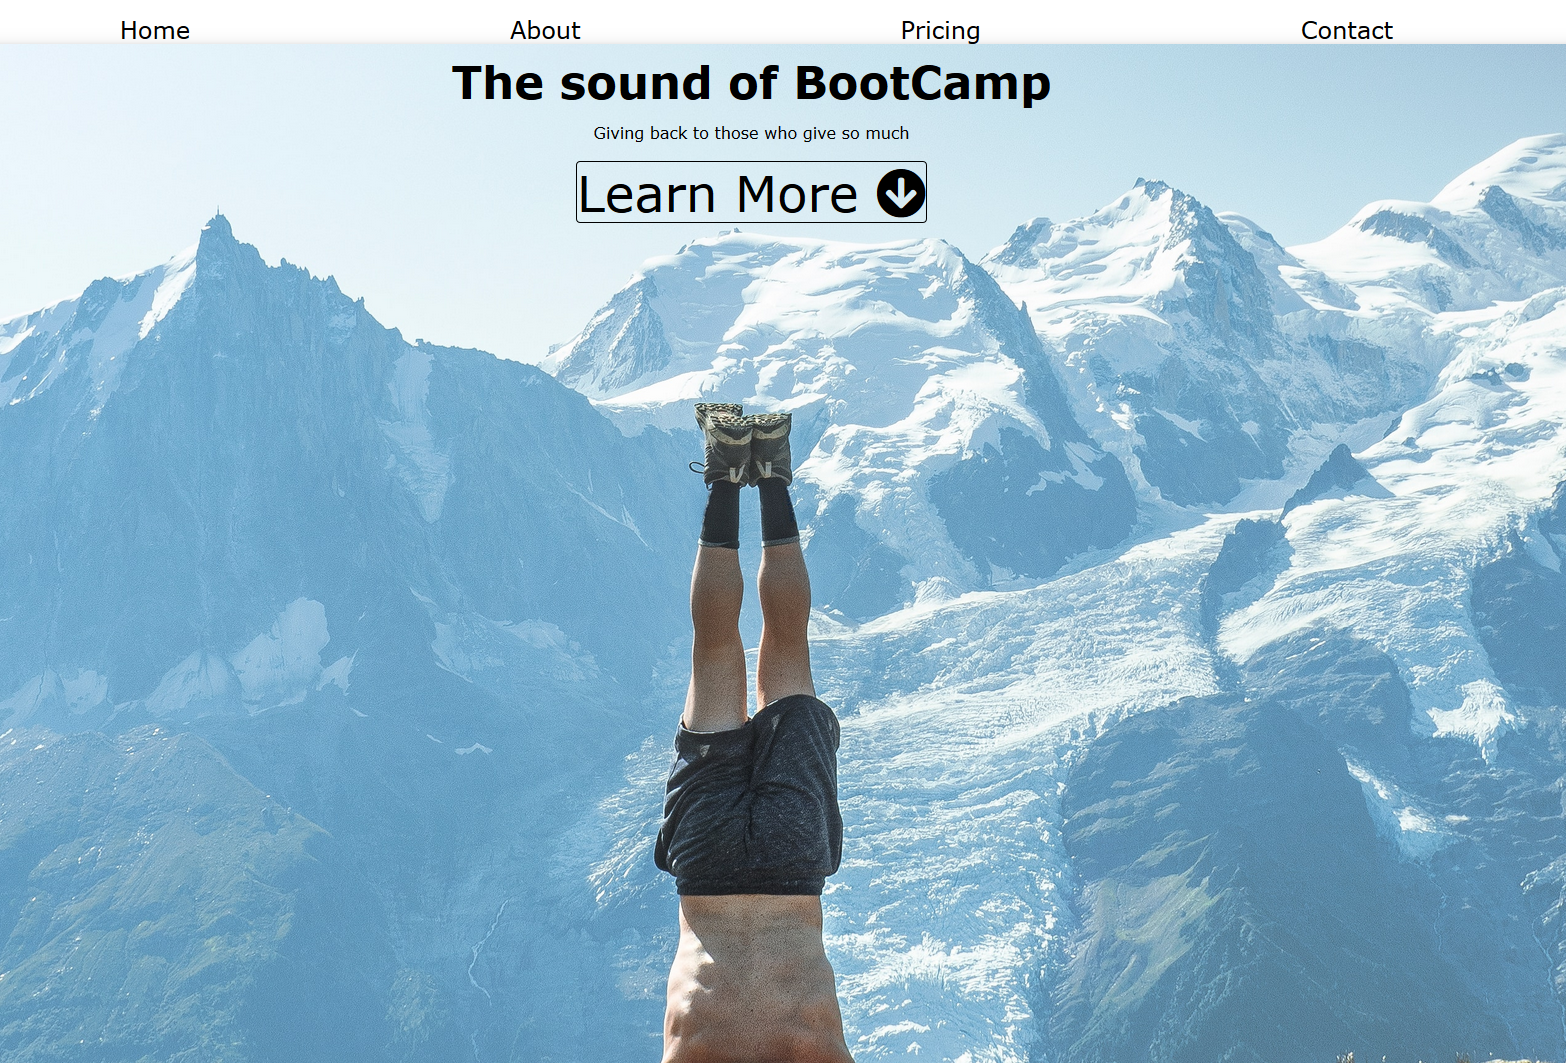 Home About Pricing Contact
The sound of BootCamp
Giving back to those who give so much
Learn More